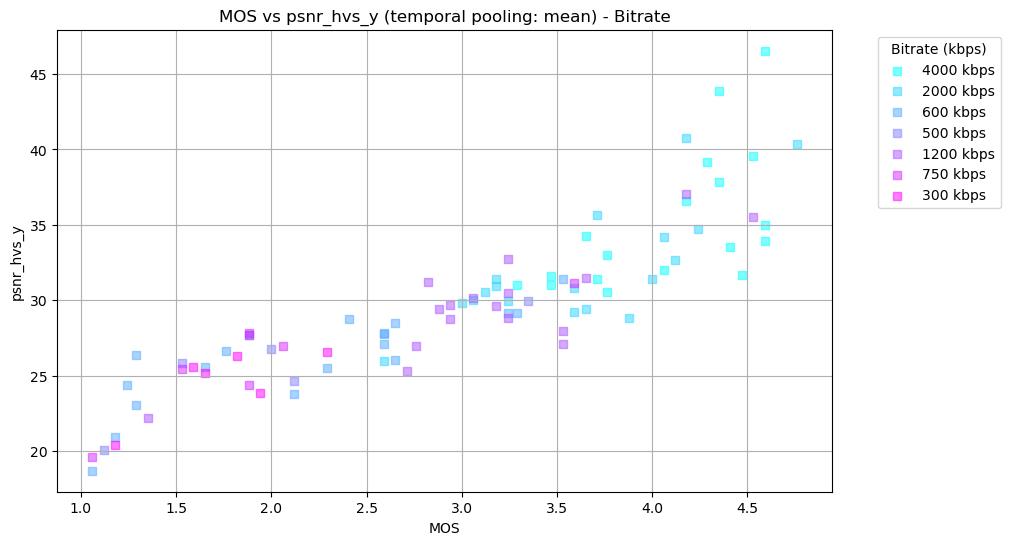 MOS vs psnr_hvs_y (temporal pooling: mean) - Bitrate
Bitrate (kbps)
4000 kbps
2000 kbps
600 kbps
500 kbps
1200 kbps
750 kbps
300 kbps
psnr_hvs_y
45
40
35
30
25
20
1.0 1.5 2.0 2.5 3.0 3.5 4.0 4.5
MOS